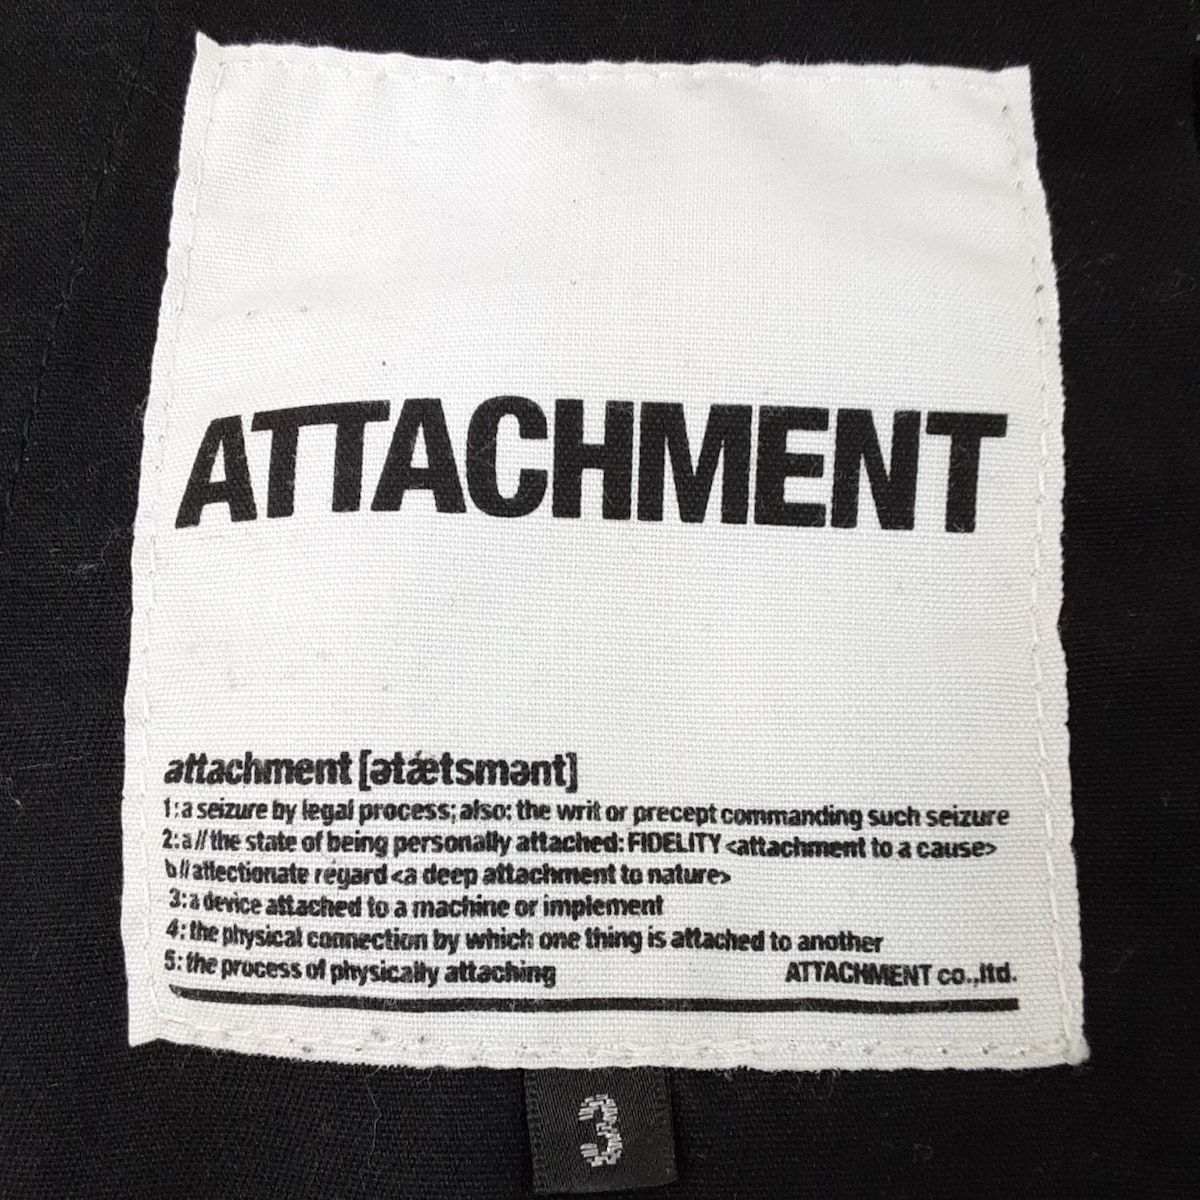 ATTACHMENT
attachment [ətǽtsmənt]
1: a seizure by legal process; also: the writ or precept commanding such seizure
2: a // the state of being personally attached: FIDELITY <attachment to a cause>
b // affectionate regard <a deep attachment to nature>
3: a device attached to a machine or implement
4: the physical connection by which one thing is attached to another
5: the process of physically attaching
ATTACHMENT co.,ltd.
3